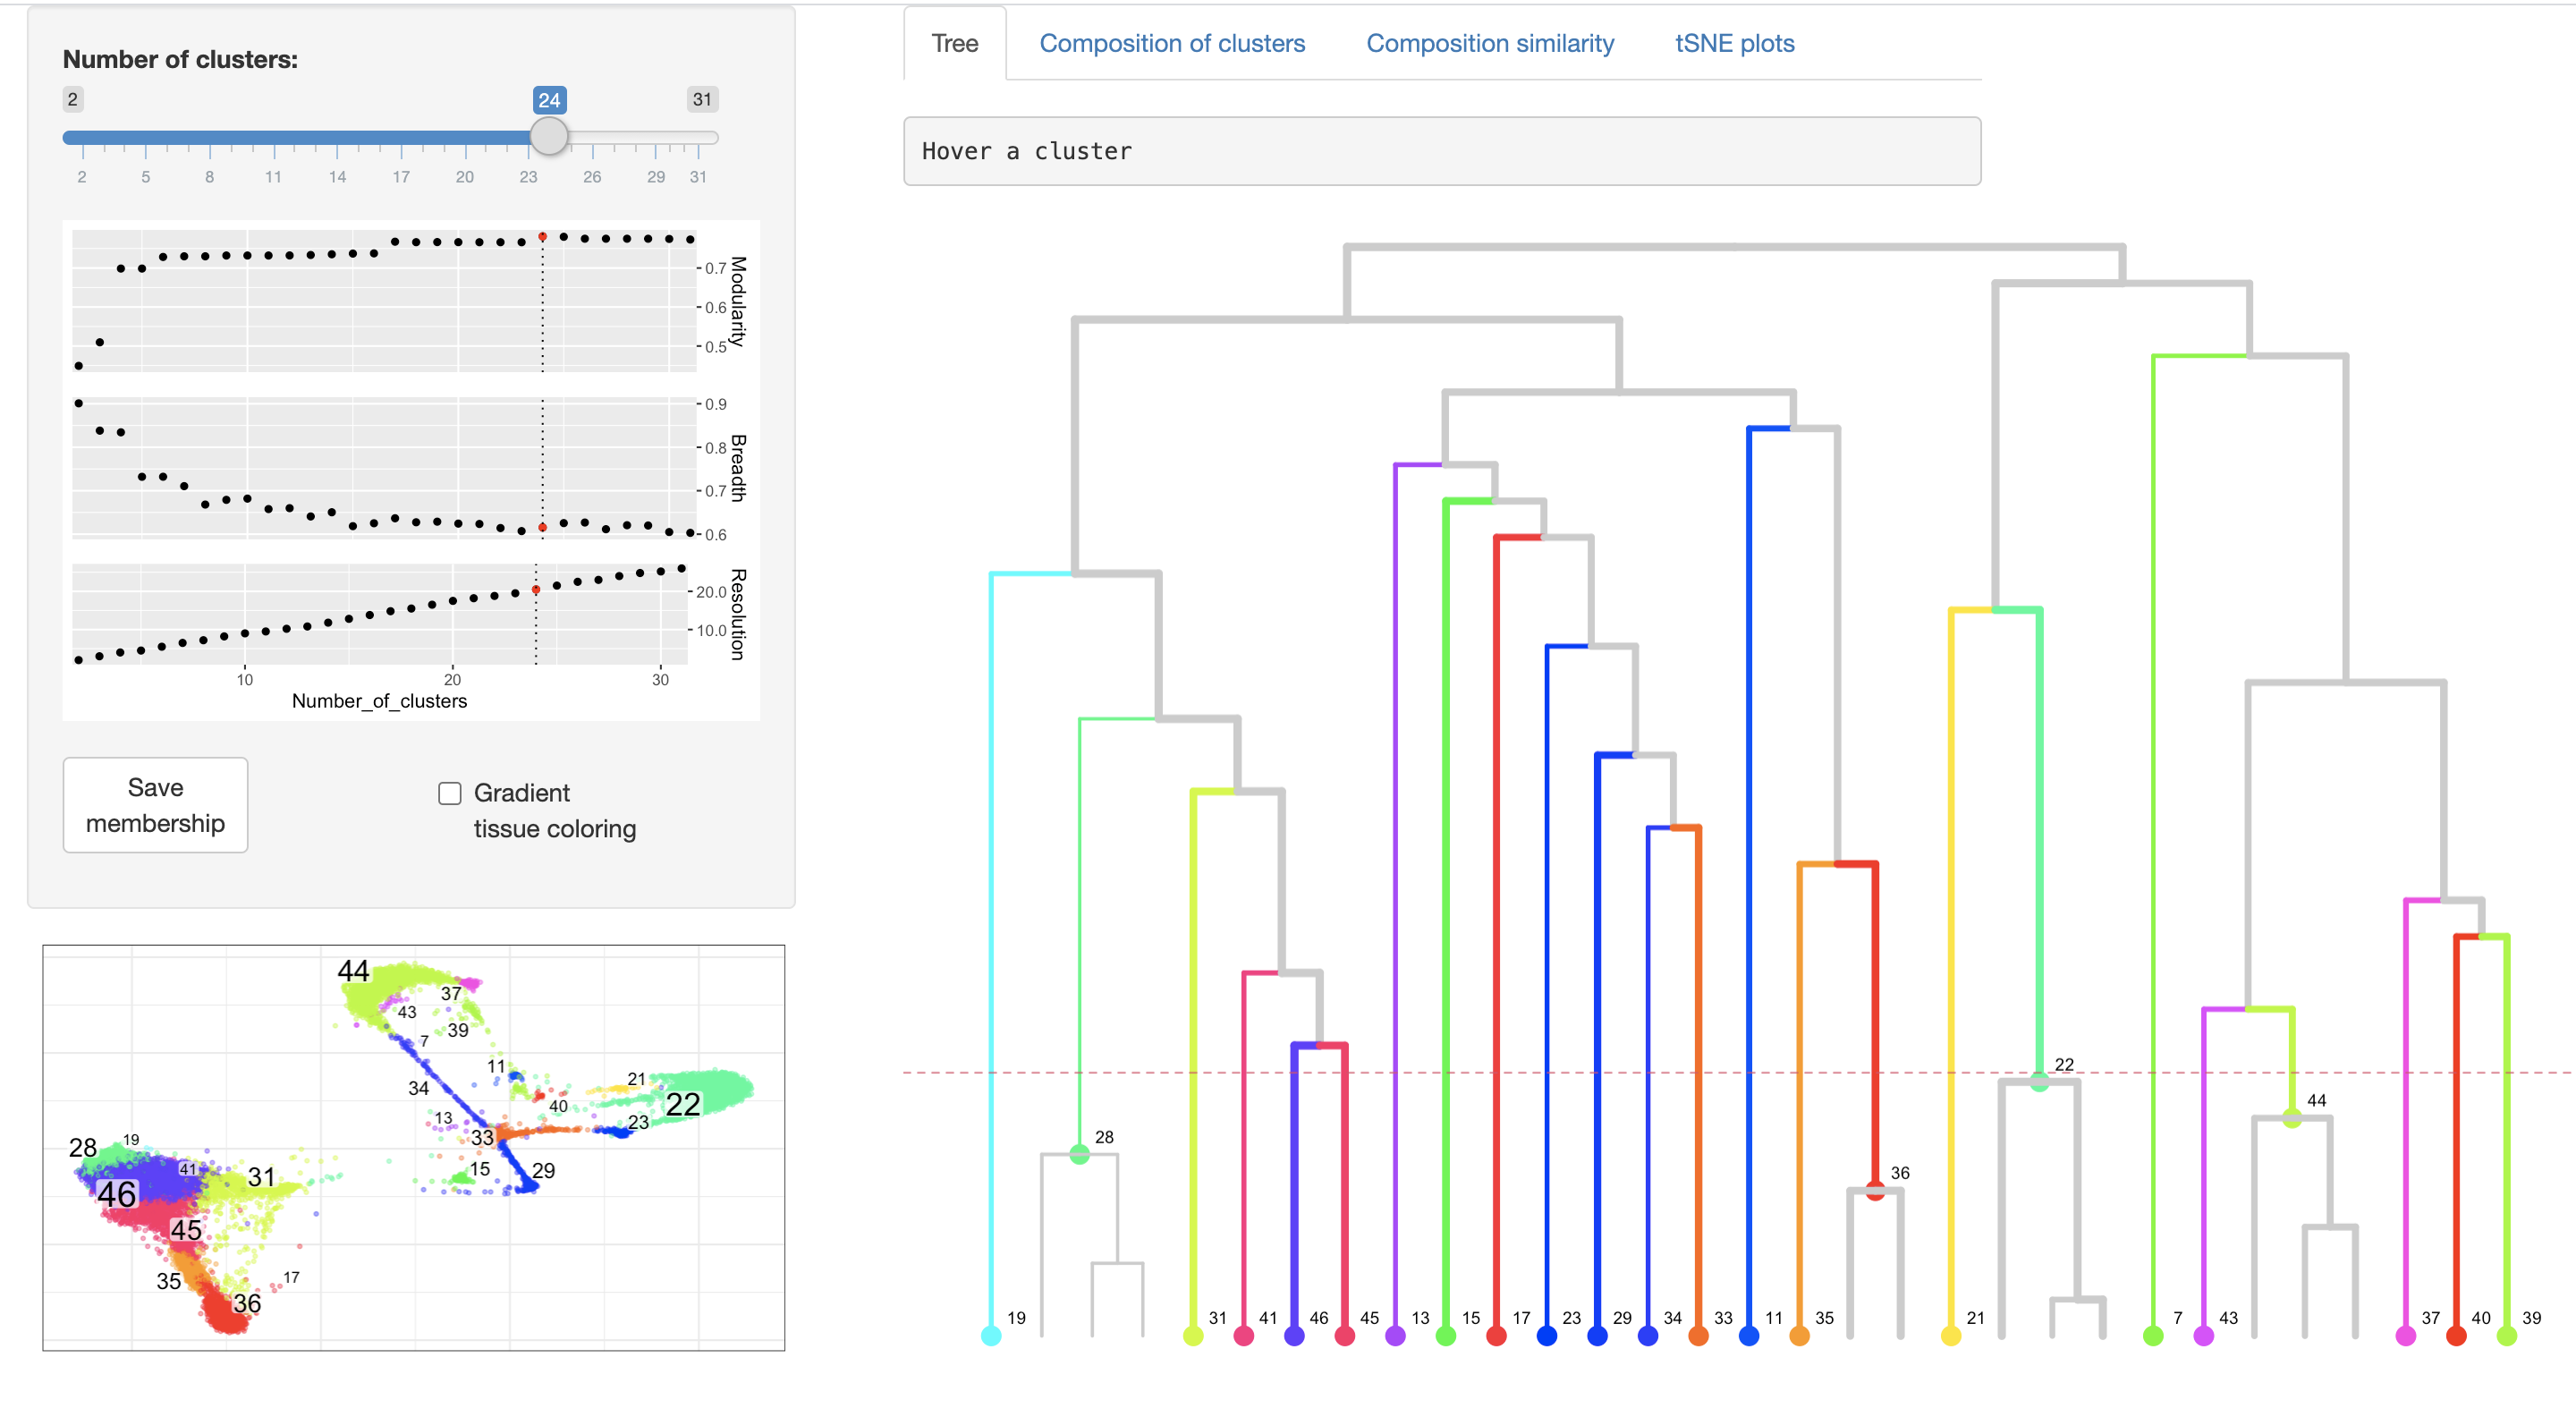 Number of clusters:
2 24 31
2 5 8 11 14 17 20 23 26 29 31
0.7
0.6
0.5
Modularity
0.9
0.8
0.7
0.6
Breadth
20.0
10.0
Resolution
10 20 30
Number_of_clusters
Save
membership
Gradient
tissue coloring
44
37
43
39
7
11
34
21
40
22
13
23
33
28
19
41
31
15
29
46
45
35
17
36
Tree Composition of clusters Composition similarity tSNE plots
Hover a cluster
22
44
28
36
19 31 41 46 45 13 15 17 23 29 34 33 11 35 21 7 43 37 40 39